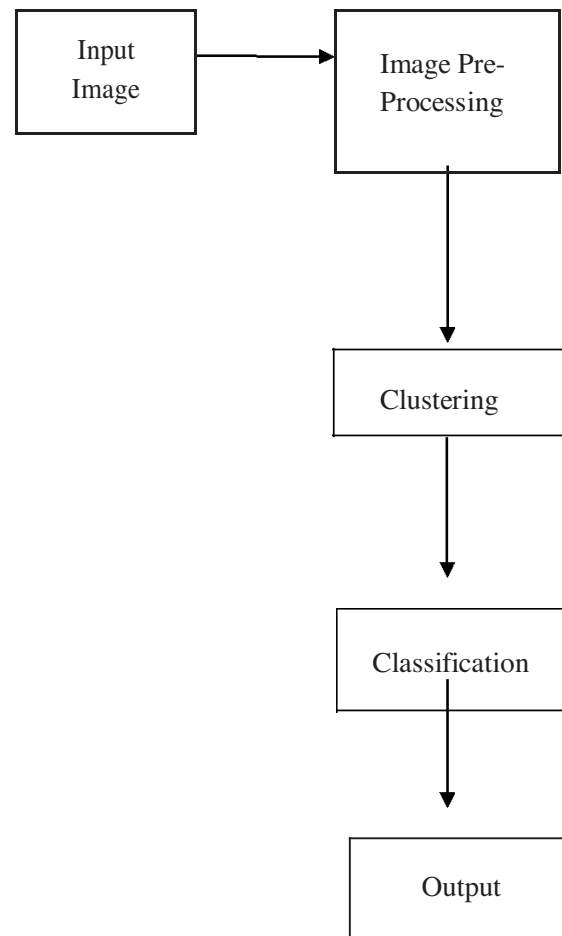 Input
Image
Image Pre-
Processing
Clustering
Classification
Output